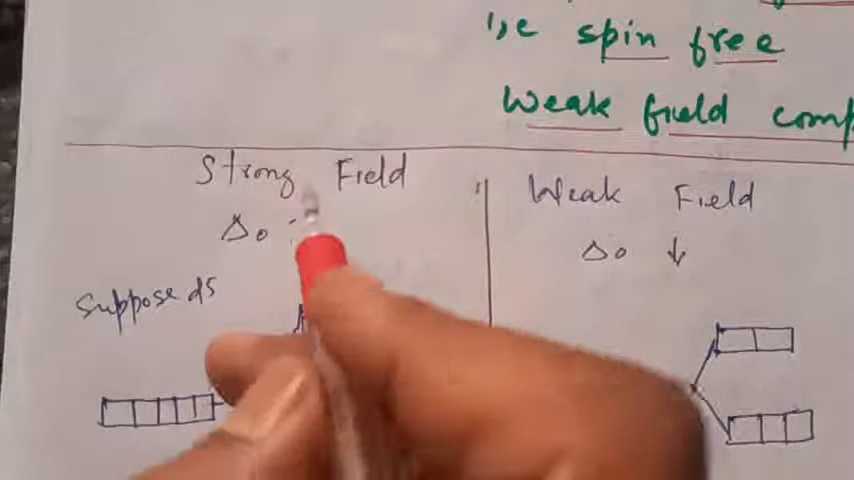 i,e spin free
Weak field comp
Strong Field
Δo
Weak Field
Δo ↓
Suppose d5